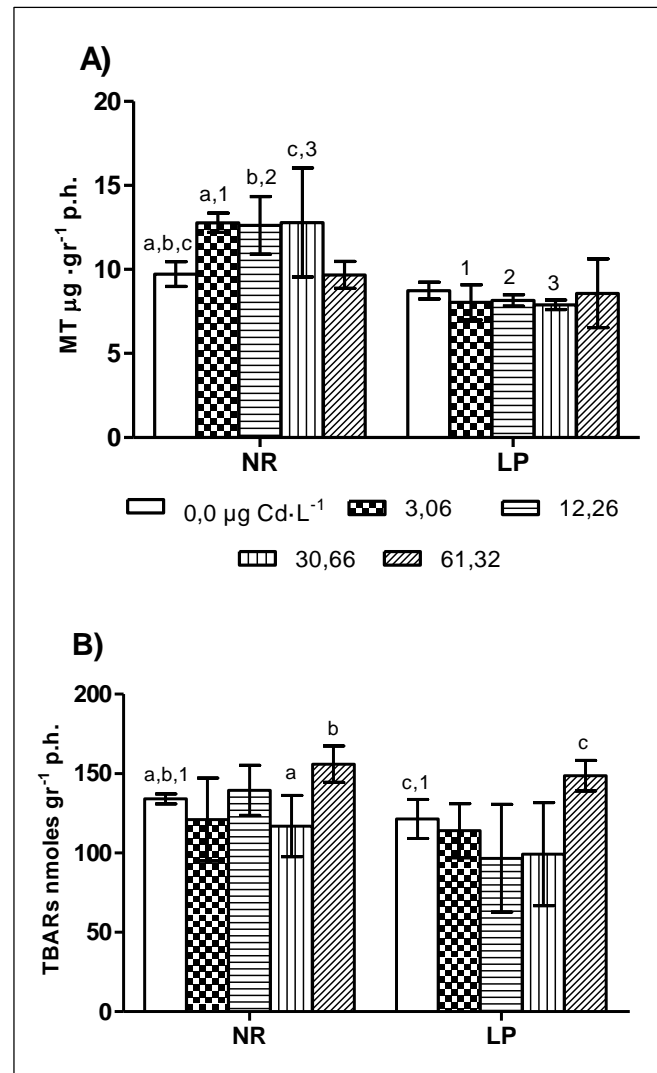 A)
MT µg ·gr⁻¹ p.h.
20
15
10
5
0
a,b,c
a,1
b,2
c,3
1
2
3
NR
LP
0,0 µg Cd·L⁻¹
3,06
12,26
30,66
61,32
B)
TBARs nmoles gr⁻¹ p.h.
200
150
100
50
0
a,b,1
a
b
c,1
c
NR
LP